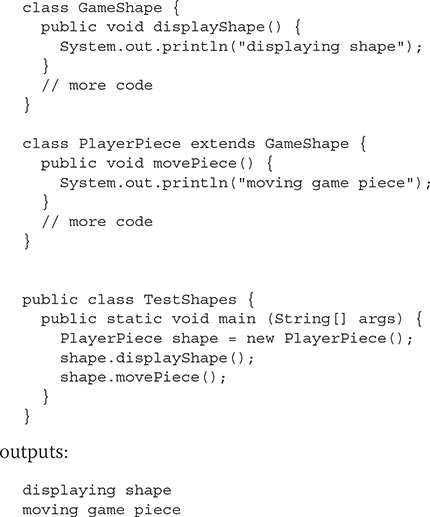 class GameShape {
  public void displayShape() {
    System.out.println("displaying shape");
  }
  // more code
}

class PlayerPiece extends GameShape {
  public void movePiece() {
    System.out.println("moving game piece");
  }
  // more code
}

public class TestShapes {
  public static void main (String[] args) {
    PlayerPiece shape = new PlayerPiece();
    shape.displayShape();
    shape.movePiece();
  }
}
outputs:
displaying shape
moving game piece